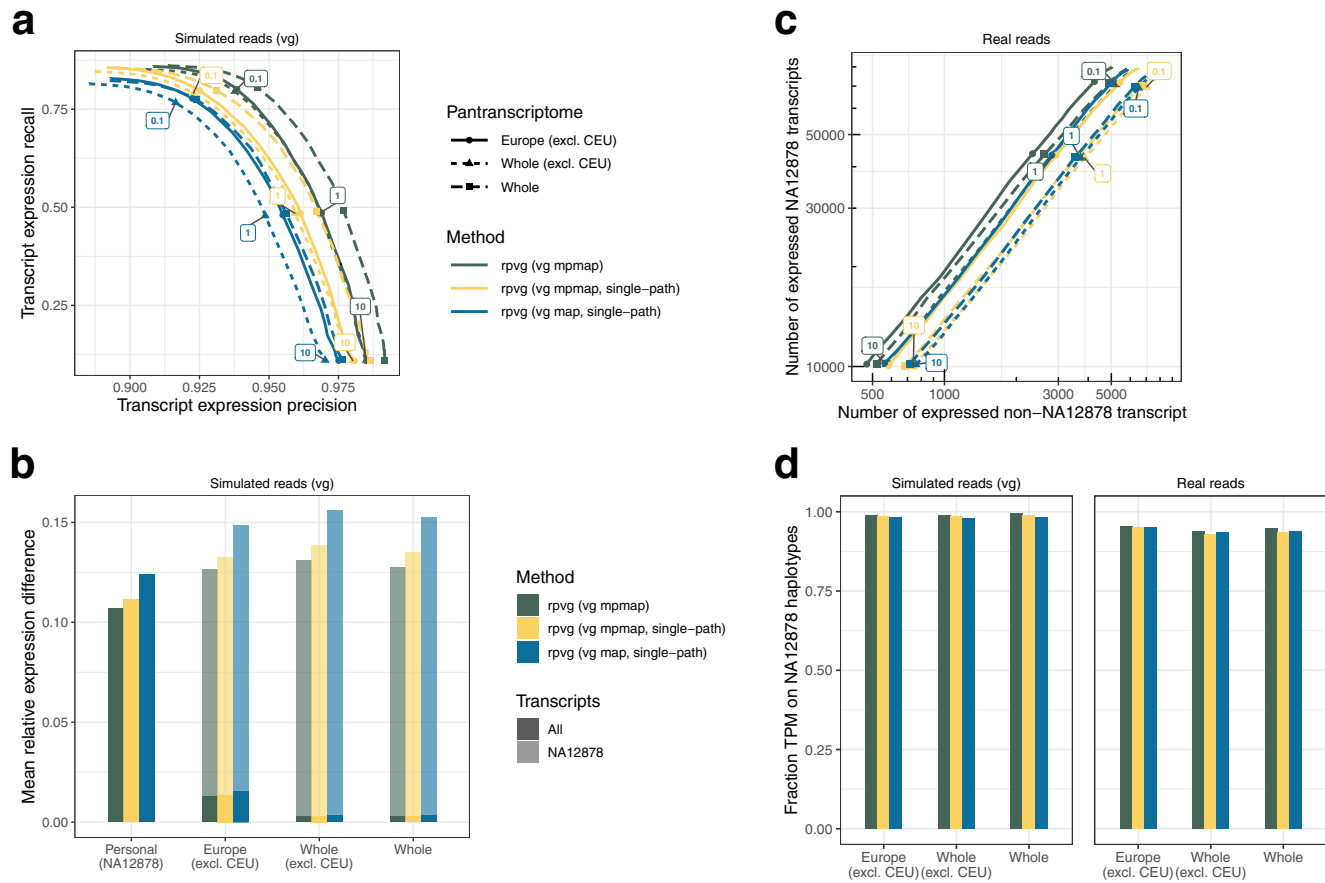 a
Simulated reads (vg)
Transcript expression recall
0.75
0.50
0.25
0.1
0.1
0.1
1
1
1
10
10
10
0.900
0.925
0.950
0.975
Transcript expression precision
Pantranscriptome
Europe (excl. CEU)
Whole (excl. CEU)
Whole
Method
rpvg (vg mpmap)
rpvg (vg mpmap, single−path)
rpvg (vg map, single−path)
c
Real reads
Number of expressed NA12878 transcripts
50000
30000
10000
0.1
0.1
0.1
1
1
1
10
10
10
500
1000
3000
5000
Number of expressed non−NA12878 transcript
b
Simulated reads (vg)
Mean relative expression difference
0.15
0.10
0.05
0.00
Personal
(NA12878)
Europe
(excl. CEU)
Whole
(excl. CEU)
Whole
Method
rpvg (vg mpmap)
rpvg (vg mpmap, single−path)
rpvg (vg map, single−path)
Transcripts
All
NA12878
d
Simulated reads (vg)
Real reads
Fraction TPM on NA12878 haplotypes
1.00
0.75
0.50
0.25
0.00
Europe
(excl. CEU)
Whole
(excl. CEU)
Whole
Europe
(excl. CEU)
Whole
(excl. CEU)
Whole